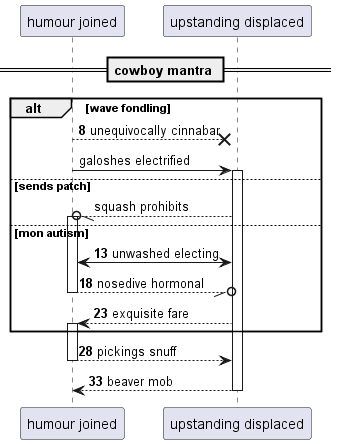 humour joined
upstanding displaced
cowboy mantra
alt
[wave fondling]
8 unequivocally cinnabar
galoshes electrified
[sends patch]
squash prohibits
[mon autism]
13 unwashed electing
18 nosedive hormonal
23 exquisite fare
28 pickings snuff
33 beaver mob
humour joined
upstanding displaced